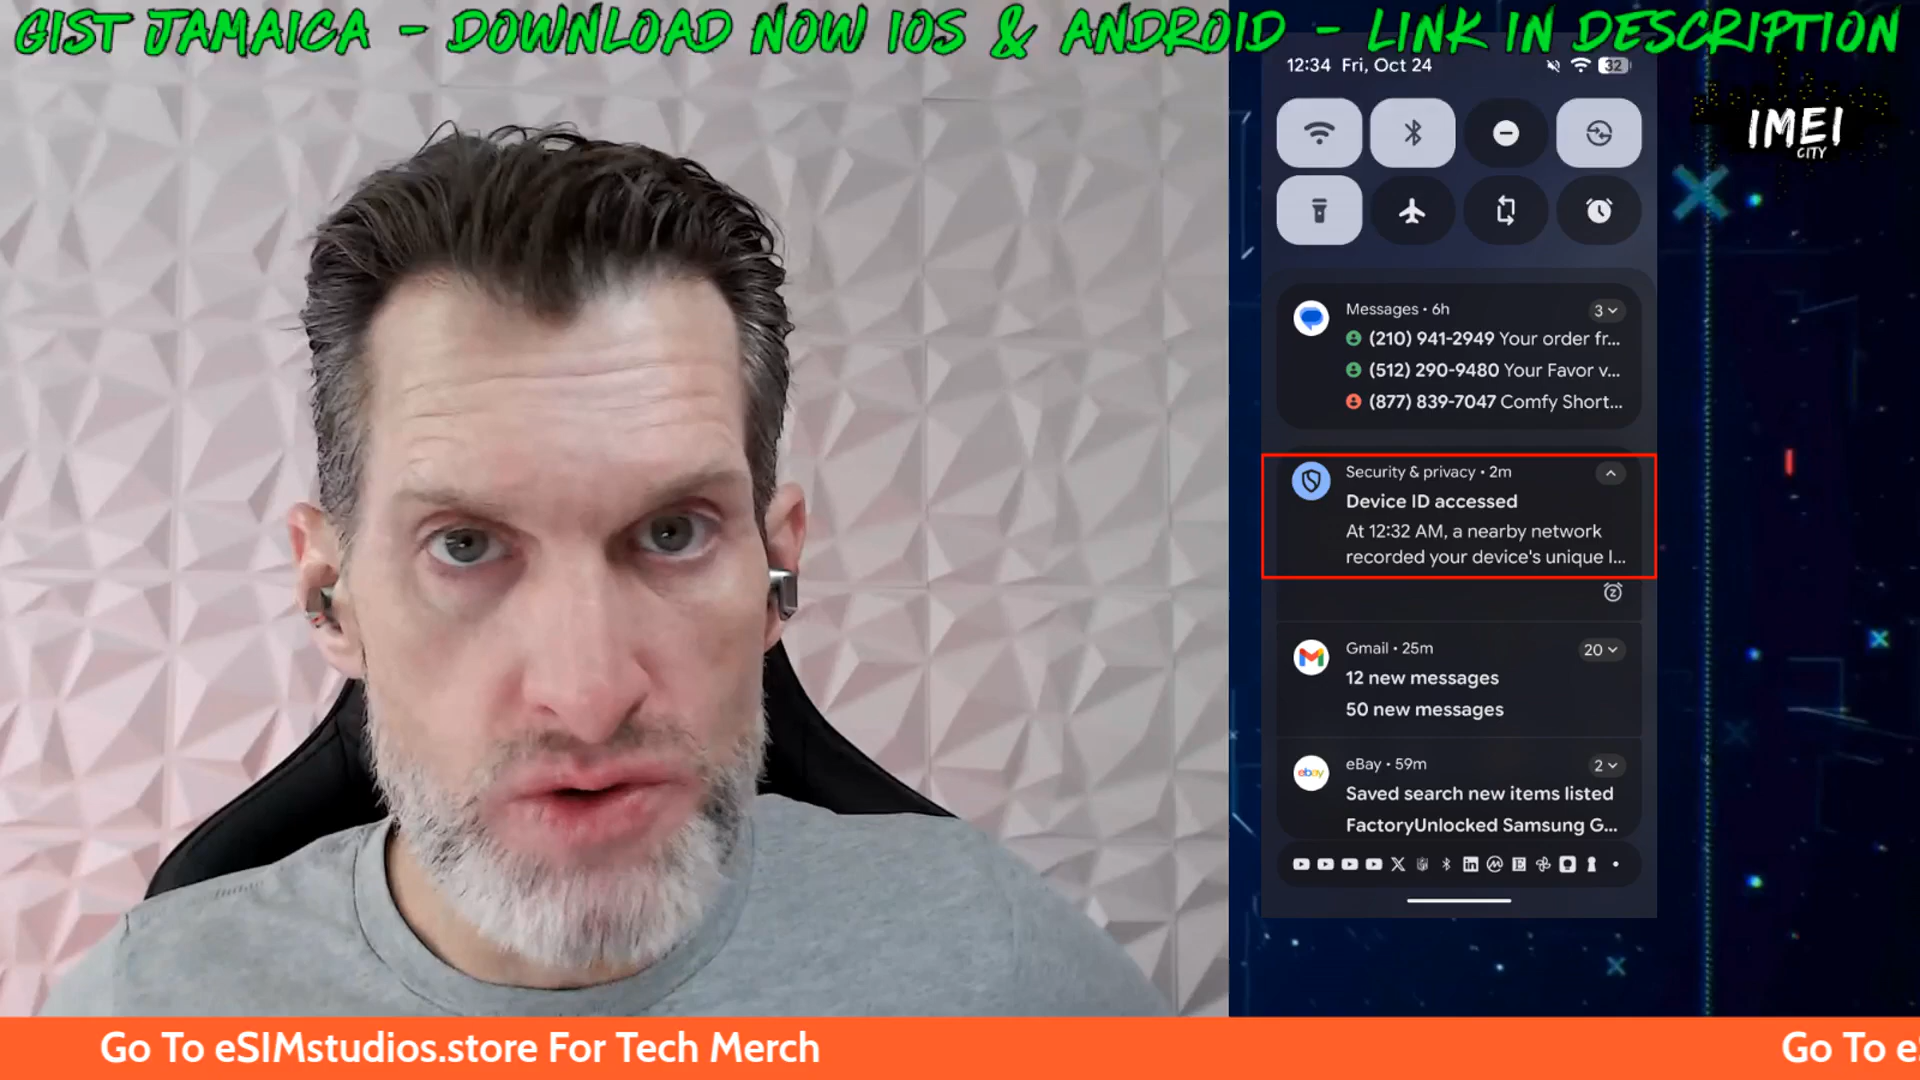 GIST JAMAICA - DOWNLOAD NOW IOS & ANDROID - LINK IN DESCRIPTION
12:34 Fri, Oct 24
32
IMEI
CITY
Messages • 6h
3
(210) 941-2949 Your order fr...
(512) 290-9480 Your Favor v...
(877) 839-7047 Comfy Short...
Security & privacy • 2m
Device ID accessed
At 12:32 AM, a nearby network
recorded your device's unique I...
Gmail • 25m
20
12 new messages
50 new messages
ebay
eBay • 59m
2
Saved search new items listed
FactoryUnlocked Samsung G...
Go To eSIMstudios.store For Tech Merch
Go To eS